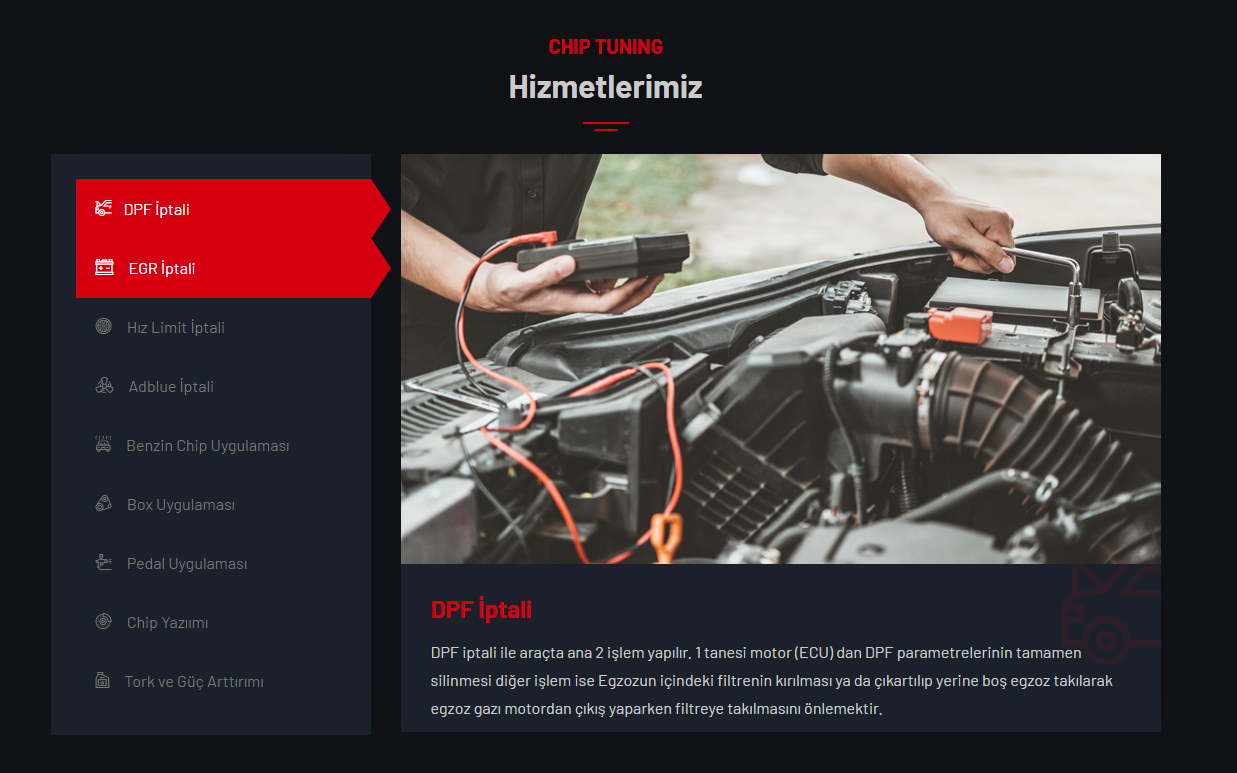 CHIP TUNING
Hizmetlerimiz
DPF İptali
EGR İptali
Hız Limit İptali
Adblue İptali
Benzin Chip Uygulaması
Box Uygulaması
Pedal Uygulaması
Chip Yazıımı
Tork ve Güç Arttırımı
DPF İptali
DPF iptali ile araçta ana 2 işlem yapılır. 1 tanesi motor (ECU) dan DPF parametrelerinin tamamen
silinmesi diğer işlem ise Egzozun içindeki filtrenin kırılması ya da çıkartılıp yerine boş egzoz takılarak
egzoz gazı motordan çıkış yaparken filtreye takılmasını önlemektir.